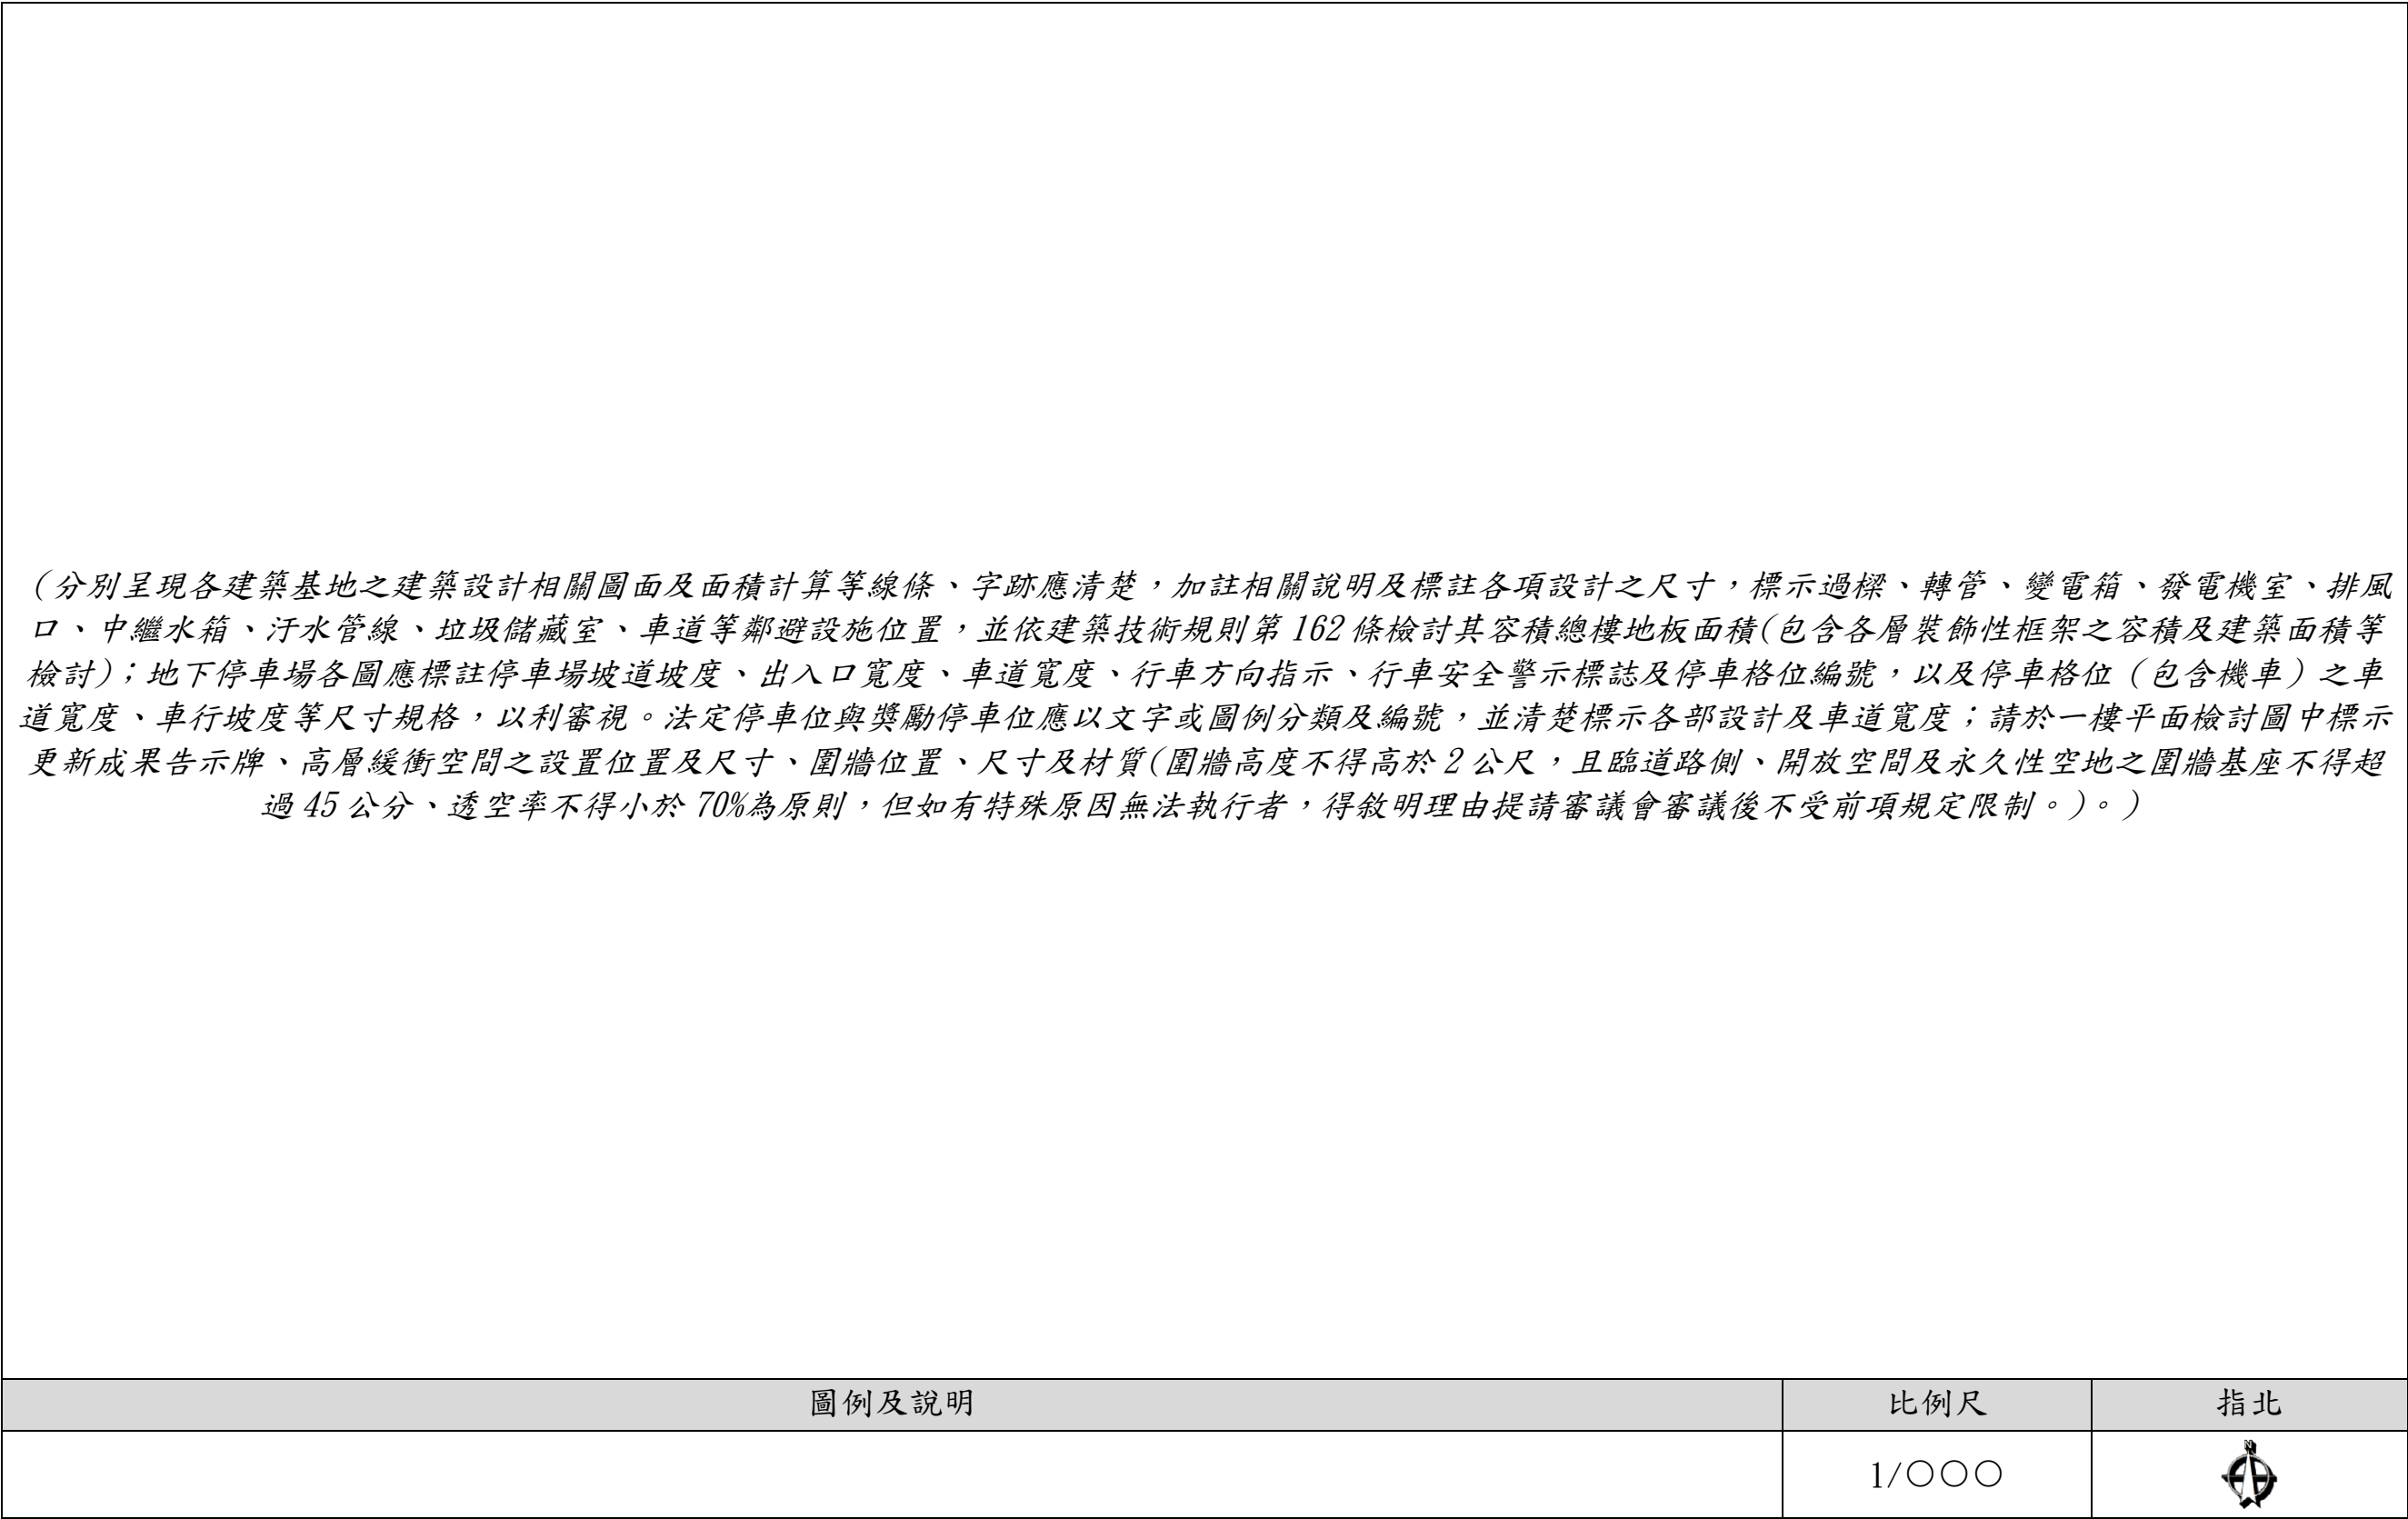 (分別呈現各建築基地之建築設計相關圖面及面積計算等線條、字跡應清楚，加註相關說明及標註各項設計之尺寸，標示過樑、轉管、變電箱、發電機室、排風
口、中繼水箱、汙水管線、垃圾儲藏室、車道等鄰避設施位置，並依建築技術規則第 162 條檢討其容積總樓地板面積(包含各層裝飾性框架之容積及建築面積等
檢討)；地下停車場各圖應標註停車場坡道坡度、出入口寬度、車道寬度、行車方向指示、行車安全警示標誌及停車格位編號，以及停車格位（包含機車）之車
道寬度、車行坡度等尺寸規格，以利審視。法定停車位與獎勵停車位應以文字或圖例分類及編號，並清楚標示各部設計及車道寬度；請於一樓平面檢討圖中標示
更新成果告示牌、高層緩衝空間之設置位置及尺寸、圍牆位置、尺寸及材質(圍牆高度不得高於 2 公尺，且臨道路側、開放空間及永久性空地之圍牆基座不得超
過 45 公分、透空率不得小於 70%為原則，但如有特殊原因無法執行者，得敘明理由提請審議會審議後不受前項規定限制。)。)
圖例及說明 比例尺 指北
1/○○○
N